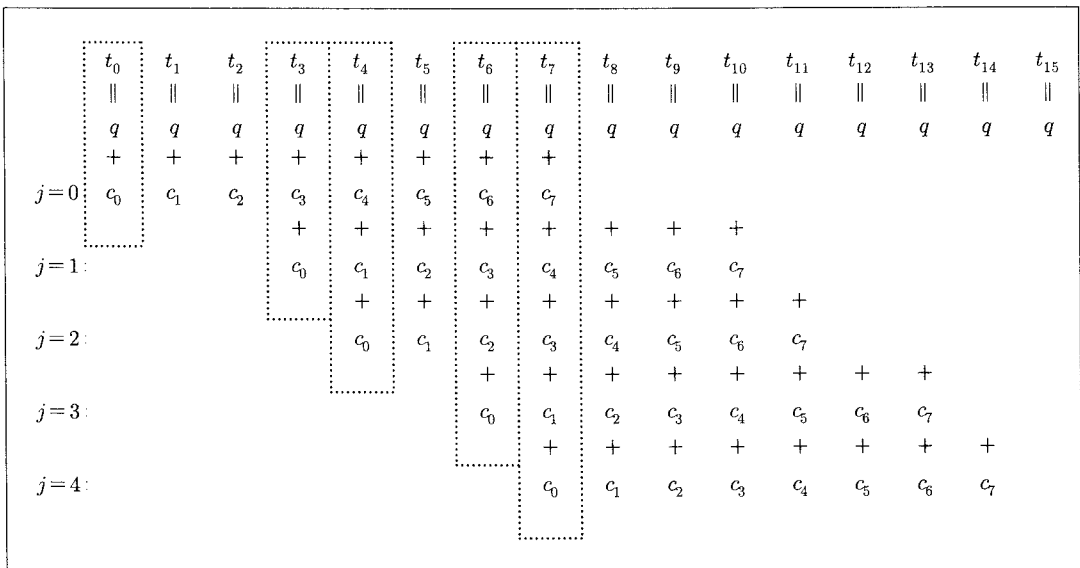 t₀ t₁ t₂ t₃ t₄ t₅ t₆ t₇ t₈ t₉ t₁₀ t₁₁ t₁₂ t₁₃ t₁₄ t₁₅
‖ ‖ ‖ ‖ ‖ ‖ ‖ ‖ ‖ ‖ ‖ ‖ ‖ ‖ ‖ ‖
q q q q q q q q q q q q q q q q
+ + + + + + + +
j=0: c₀ c₁ c₂ c₃ c₄ c₅ c₆ c₇
+ + + + + + + +
j=1: c₀ c₁ c₂ c₃ c₄ c₅ c₆ c₇
+ + + + + + + +
j=2: c₀ c₁ c₂ c₃ c₄ c₅ c₆ c₇
+ + + + + + + +
j=3: c₀ c₁ c₂ c₃ c₄ c₅ c₆ c₇
+ + + + + + + +
j=4: c₀ c₁ c₂ c₃ c₄ c₅ c₆ c₇